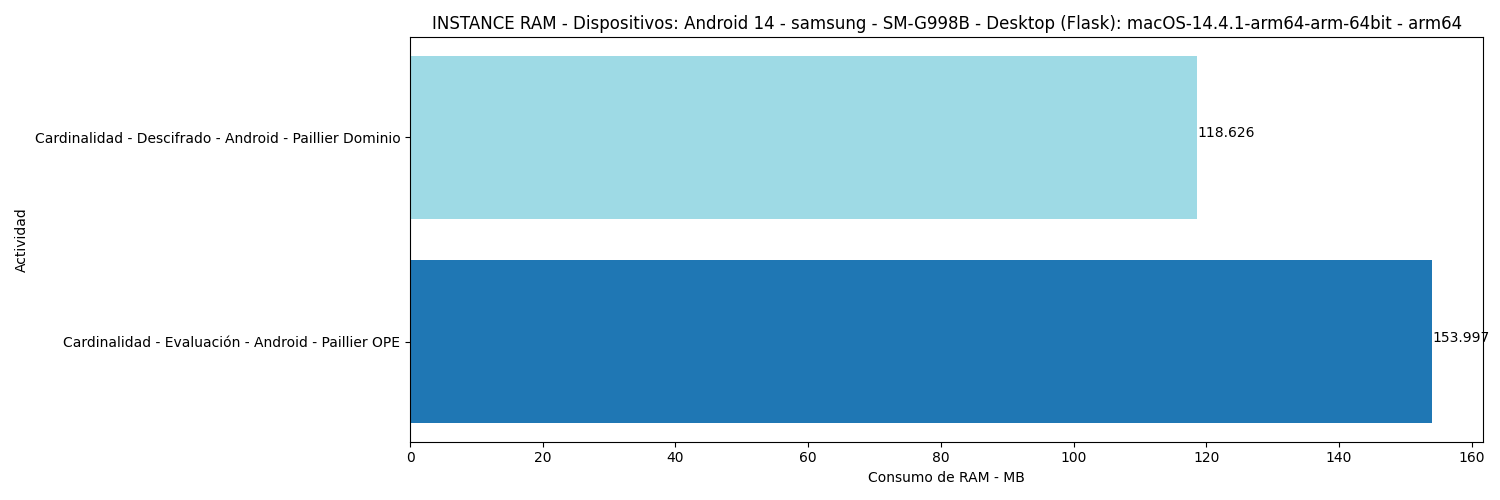 INSTANCE RAM - Dispositivos: Android 14 - samsung - SM-G998B - Desktop (Flask): macOS-14.4.1-arm64-arm-64bit - arm64
Cardinalidad - Descifrado - Android - Paillier Dominio
118.626
Actividad
Cardinalidad - Evaluación - Android - Paillier OPE
153.997
0 20 40 60 80 100 120 140 160
Consumo de RAM - MB